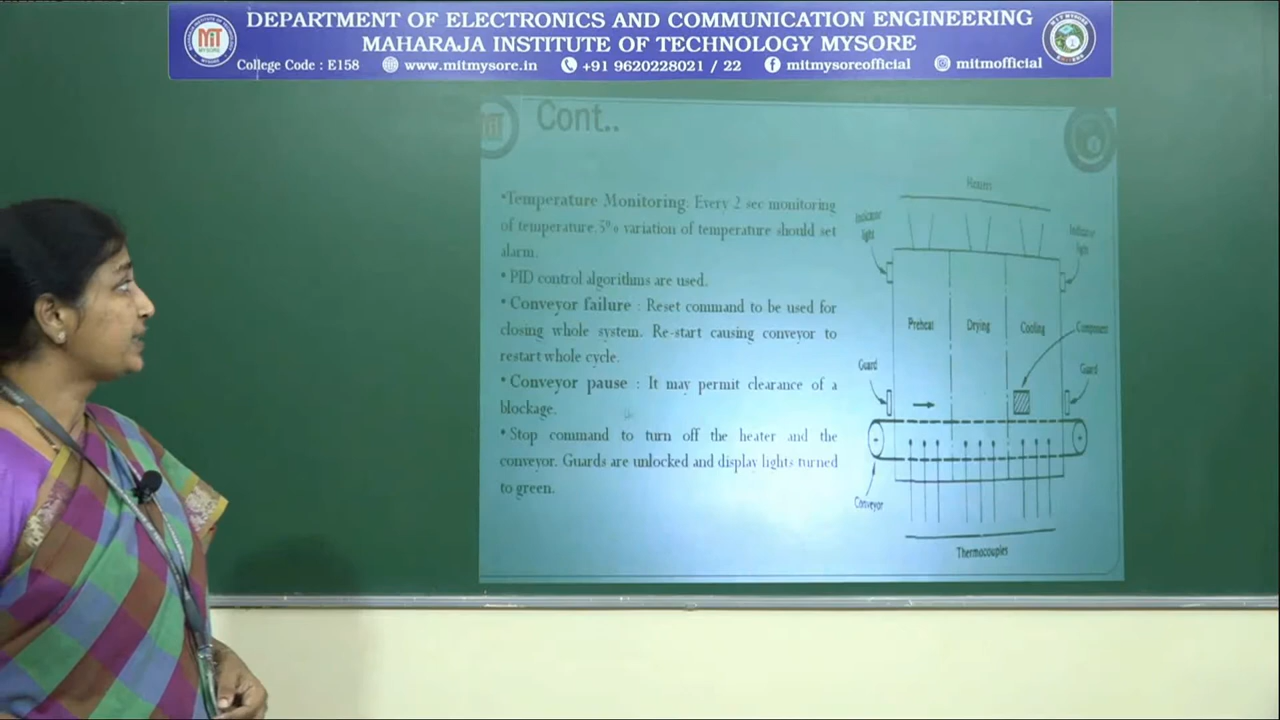 DEPARTMENT OF ELECTRONICS AND COMMUNICATION ENGINEERING
MAHARAJA INSTITUTE OF TECHNOLOGY MYSORE
College Code : E158 www.mitmysore.in +91 9620228021 / 22 mitmysoreofficial mitmofficial
MIT
MYSORE
Cont..
•Temperature Monitoring: Every 2 sec monitoring
of temperature. 5% variation of temperature should set
alarm.
• PID control algorithms are used.
• Conveyor failure : Reset command to be used for
closing whole system. Re-start causing conveyor to
restart whole cycle.
• Conveyor pause : It may permit clearance of a
blockage.
• Stop command to turn off the heater and the
conveyor. Guards are unlocked and display lights turned
to green.
Heaters
Indicator
light
Indicator
light
Preheat
Drying
Cooling
Component
Guard
Guard
Conveyor
Thermocouples